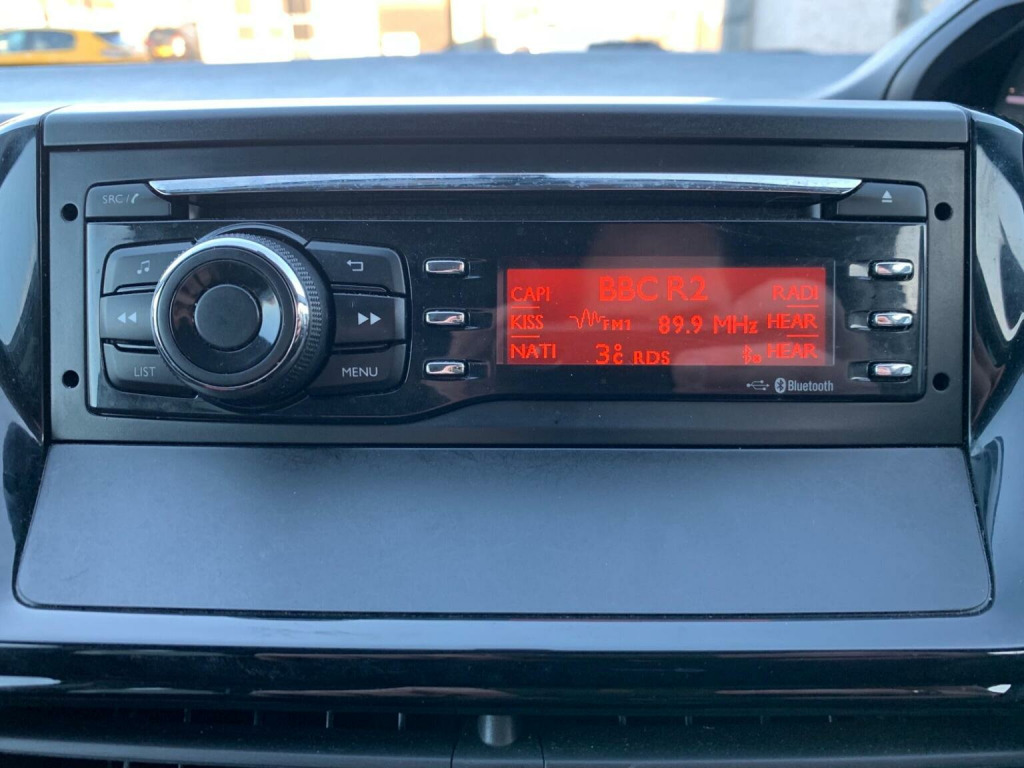 SRC/
BBC R2
CAPI RADI
KISS FM1 89.9 MHz HEAR
NATI 3°C RDS HEAR
LIST MENU
Bluetooth